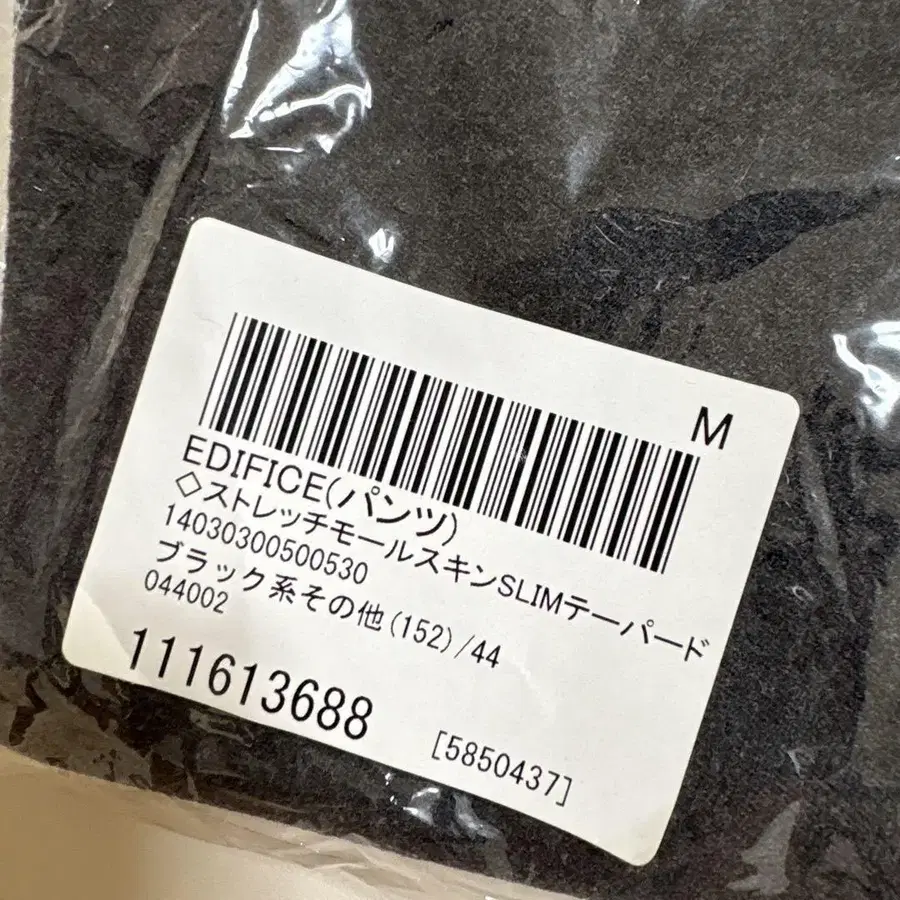 M
EDIFICE(パンツ)
◇ストレッチモールスキンSLIMテーパード
14030300500530
ブラック系その他(152)/44
044002
111613688
[5850437]